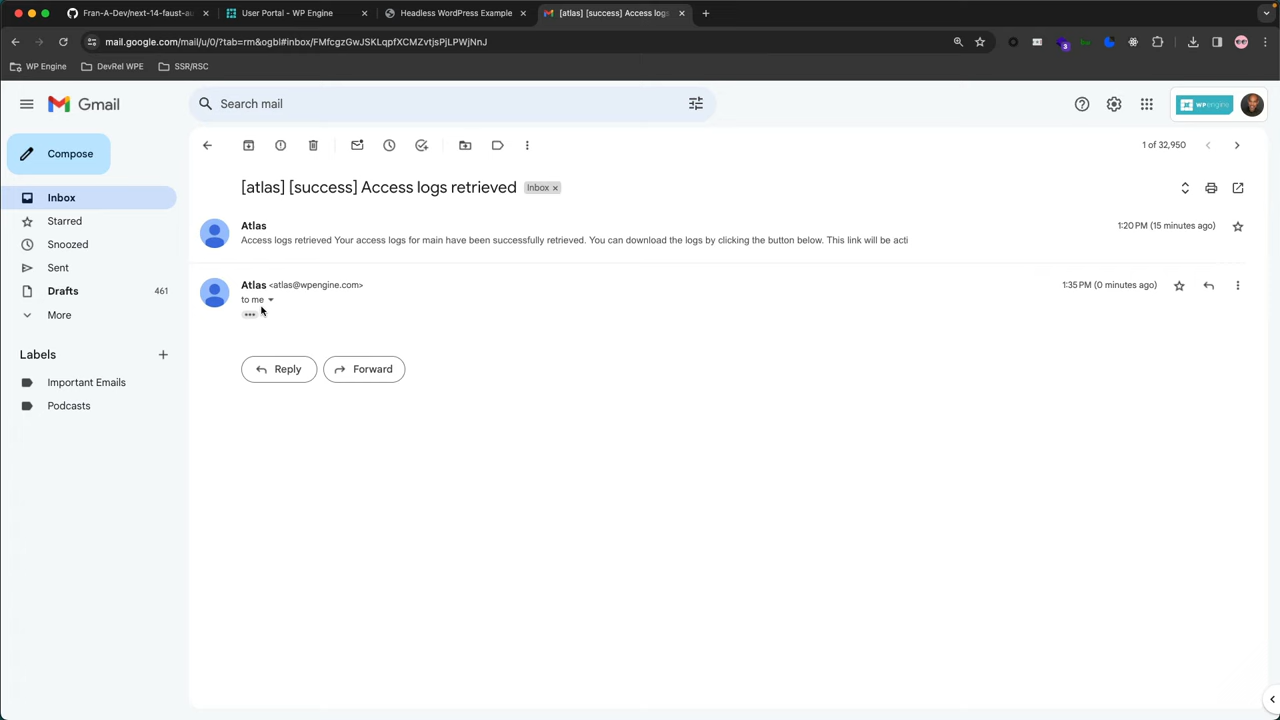 Fran-A-Dev/next-14-faust-au
User Portal - WP Engine
Headless WordPress Example
[atlas] [success] Access logs
mail.google.com/mail/u/0/?tab=rm&ogbl#inbox/FMfcgzGwJSKLqpfXCMZvtjsPjLPWjNnJ
3
WP Engine
DevRel WPE
SSR/RSC
Gmail
Search mail
WPengine
Compose
1 of 32,950
[atlas] [success] Access logs retrieved
Inbox
Inbox
Starred
Snoozed
Sent
Drafts 461
More
Labels
Important Emails
Podcasts
Atlas
1:20 PM (15 minutes ago)
Access logs retrieved Your access logs for main have been successfully retrieved. You can download the logs by clicking the button below. This link will be acti
Atlas <atlas@wpengine.com>
1:35 PM (0 minutes ago)
to me
Reply
Forward